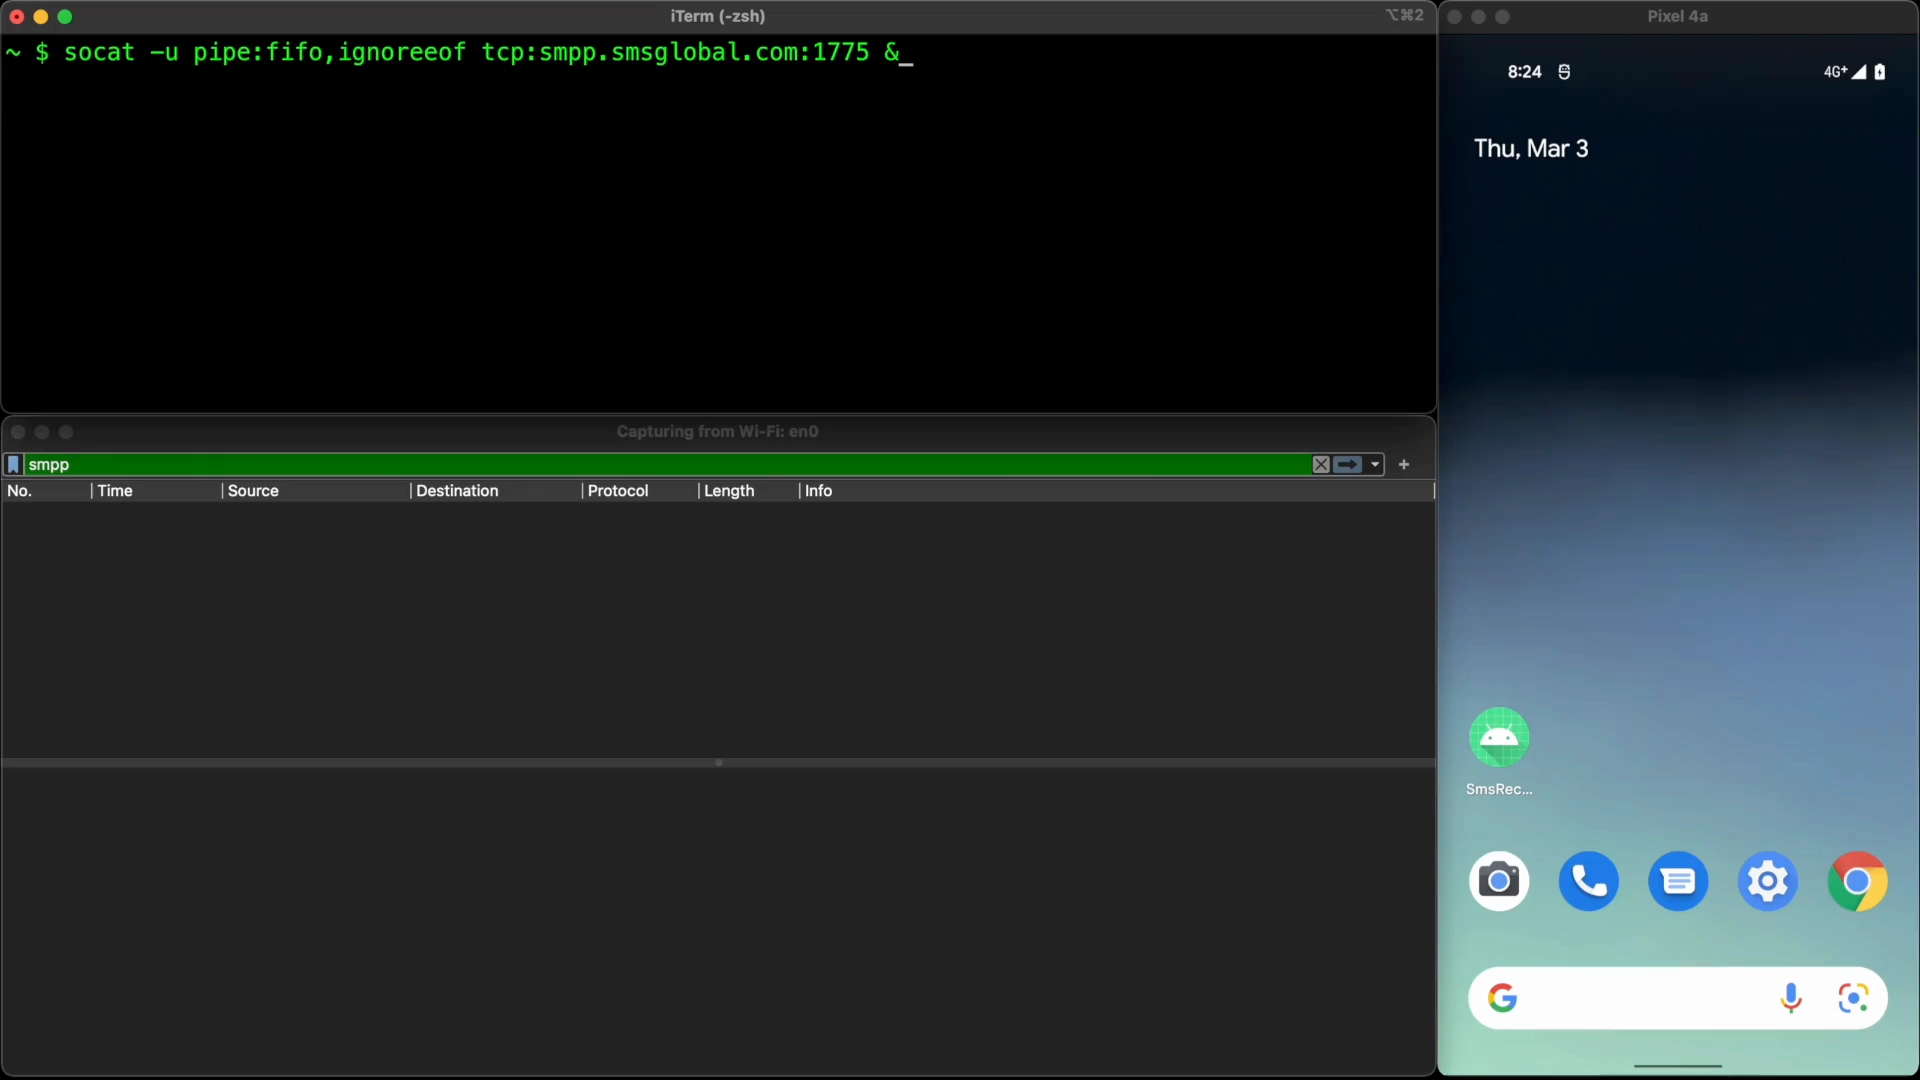 iTerm (-zsh)
⌥⌘2
~ $ socat -u pipe:fifo,ignoreeof tcp:smpp.smsglobal.com:1775 &_
Capturing from Wi-Fi: en0
smpp
No. Time Source Destination Protocol Length Info
Pixel 4a
8:24 4G+
Thu, Mar 3
SmsRec...